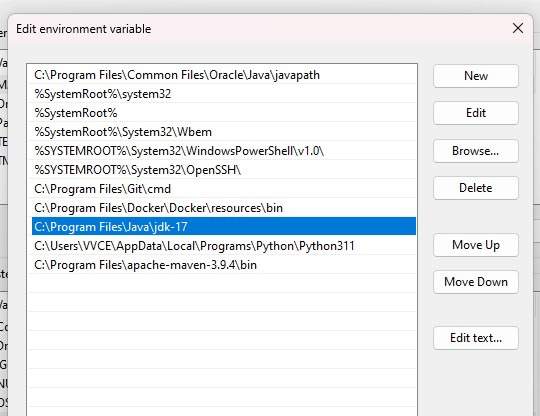 Edit environment variable
C:\Program Files\Common Files\Oracle\Java\javapath
%SystemRoot%\system32
%SystemRoot%
%SystemRoot%\System32\Wbem
%SYSTEMROOT%\System32\WindowsPowerShell\v1.0\
%SYSTEMROOT%\System32\OpenSSH\
C:\Program Files\Git\cmd
C:\Program Files\Docker\Docker\resources\bin
C:\Program Files\Java\jdk-17
C:\Users\VVCE\AppData\Local\Programs\Python\Python311
C:\Program Files\apache-maven-3.9.4\bin
New
Edit
Browse...
Delete
Move Up
Move Down
Edit text...